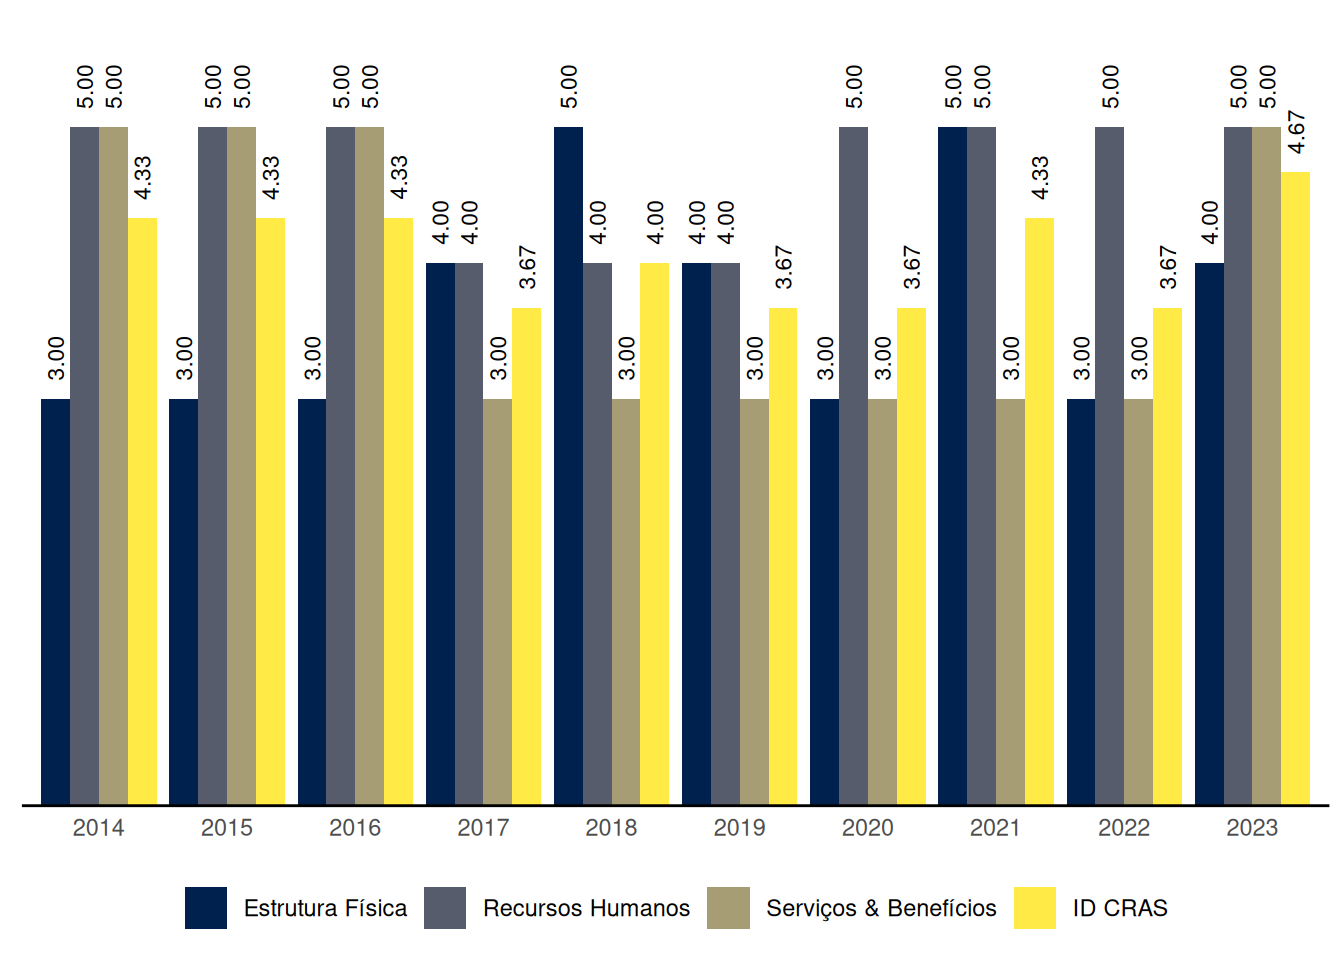 5.00 5.00 5.00 5.00 5.00 5.00 5.00 5.00 5.00 5.00 5.00 5.00 5.00
4.67
4.33 4.33 4.33 4.33
4.00 4.00 4.00 4.00 4.00 4.00 4.00
3.67 3.67 3.67 3.67
3.00 3.00 3.00 3.00 3.00 3.00 3.00 3.00 3.00 3.00 3.00
2014 2015 2016 2017 2018 2019 2020 2021 2022 2023
Estrutura Física Recursos Humanos Serviços & Benefícios ID CRAS